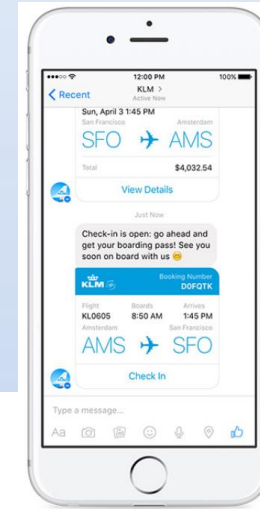 12:00 PM 100%
Recent
KLM >
Active Now
Sun, April 3 1:45 PM
San Francisco Amsterdam
SFO AMS
Total $4,032.54
View Details
Just Now
Check-in is open: go ahead and
get your boarding pass! See you
soon on board with us
KLM Booking Number
DOFQTK
Flight Boards Arrives
KL0605 8:50 AM 1:45 PM
Amsterdam San Francisco
AMS SFO
Check In
Type a message...
Aa